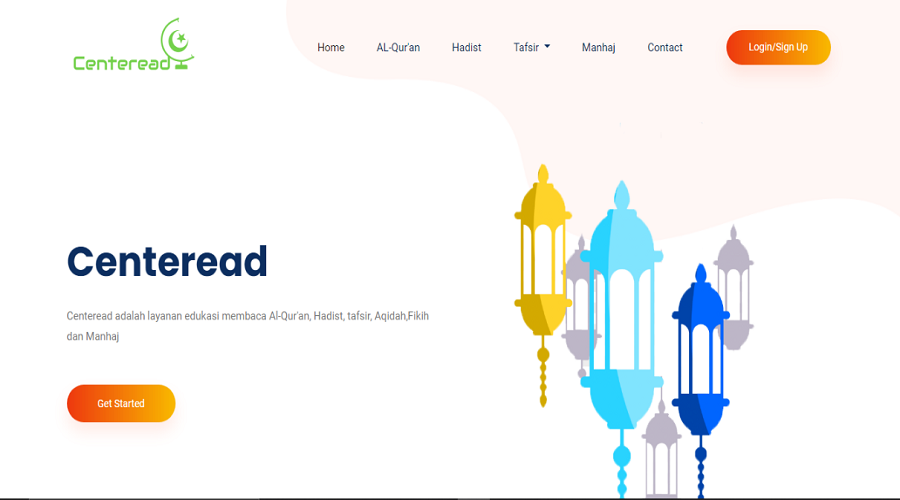 Centeread
Home AL-Qur'an Hadist Tafsir Manhaj Contact Login/Sign Up
Centeread
Centeread adalah layanan edukasi membaca Al-Qur'an, Hadist, tafsir, Aqidah,Fikih
dan Manhaj
Get Started